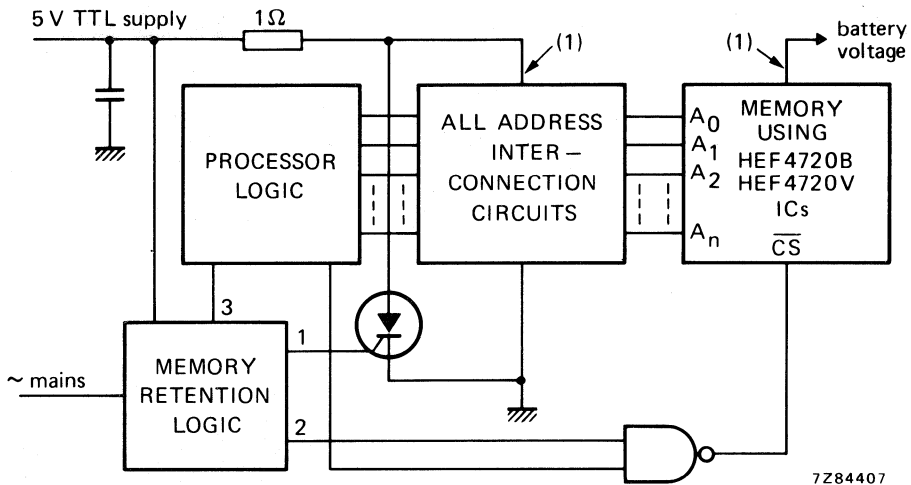 5 V TTL supply
1Ω
(1)
(1)
battery
voltage
PROCESSOR
LOGIC
ALL ADDRESS
INTER –
CONNECTION
CIRCUITS
A0
A1
A2
An
MEMORY
USING
HEF4720B
HEF4720V
ICs
CS
3
1
2
~ mains
MEMORY
RETENTION
LOGIC
7Z84407